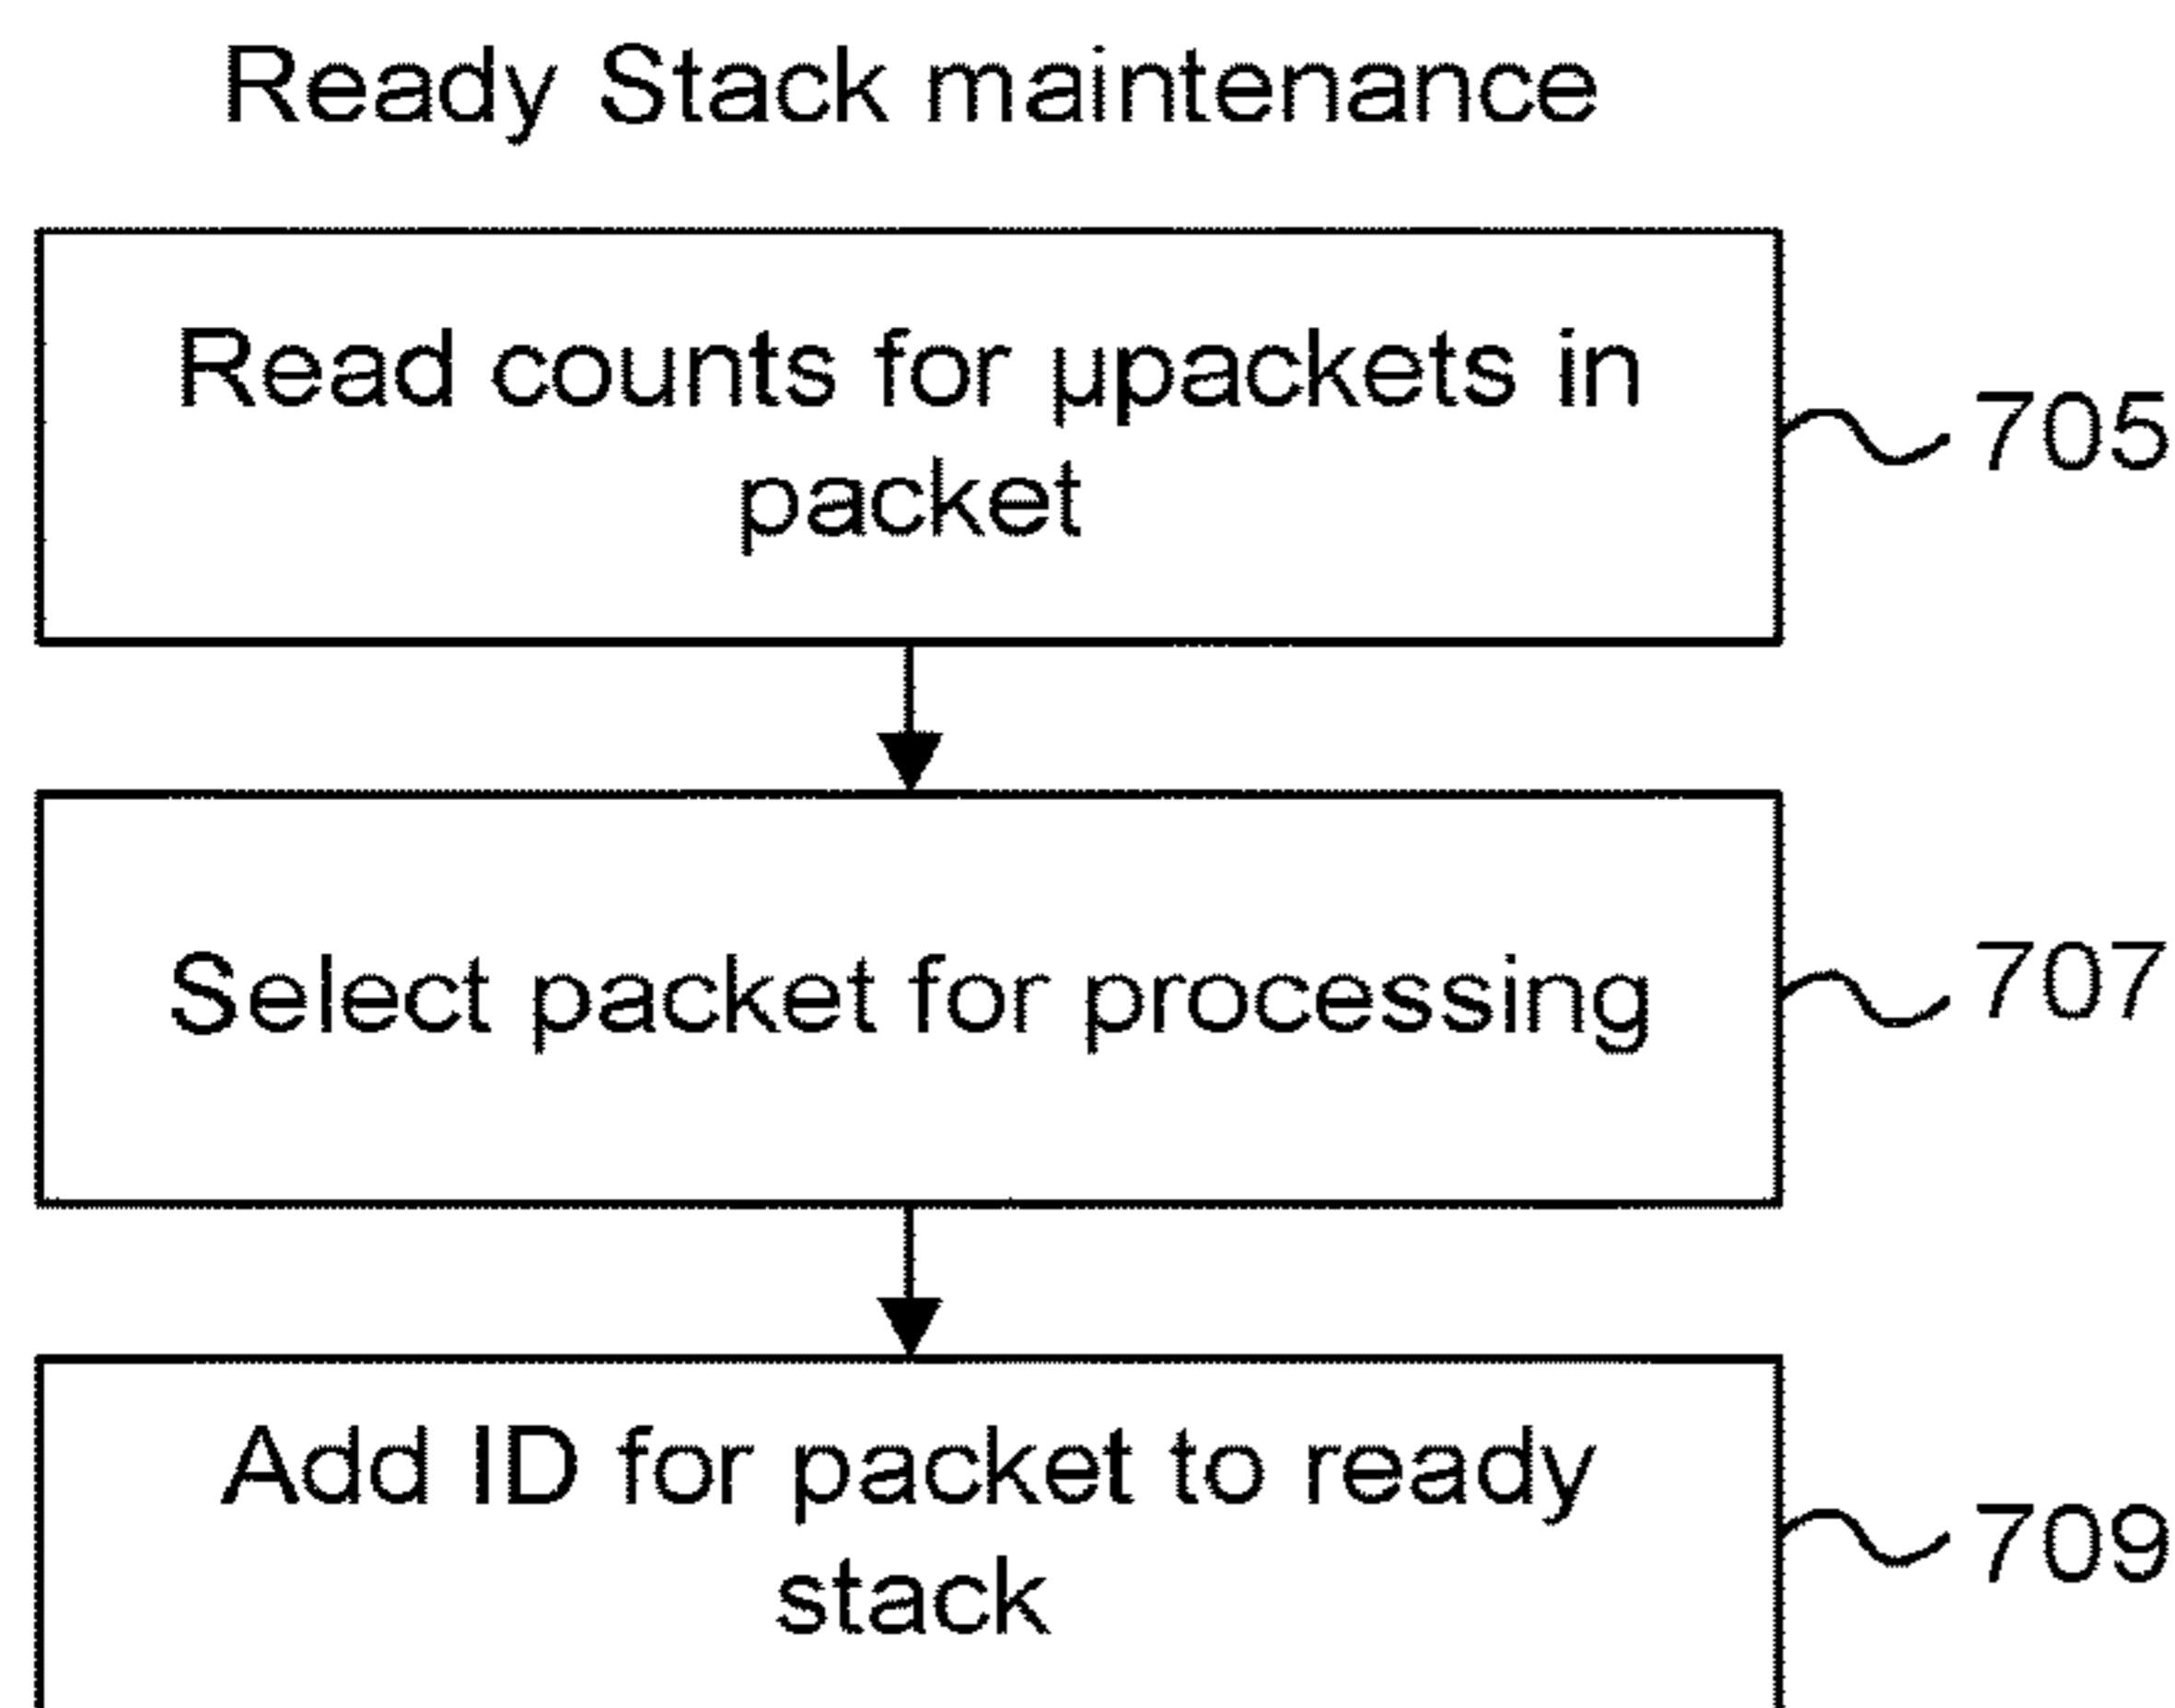 Ready Stack maintenance
Read counts for µpackets in
packet
705
Select packet for processing
707
Add ID for packet to ready
stack
709